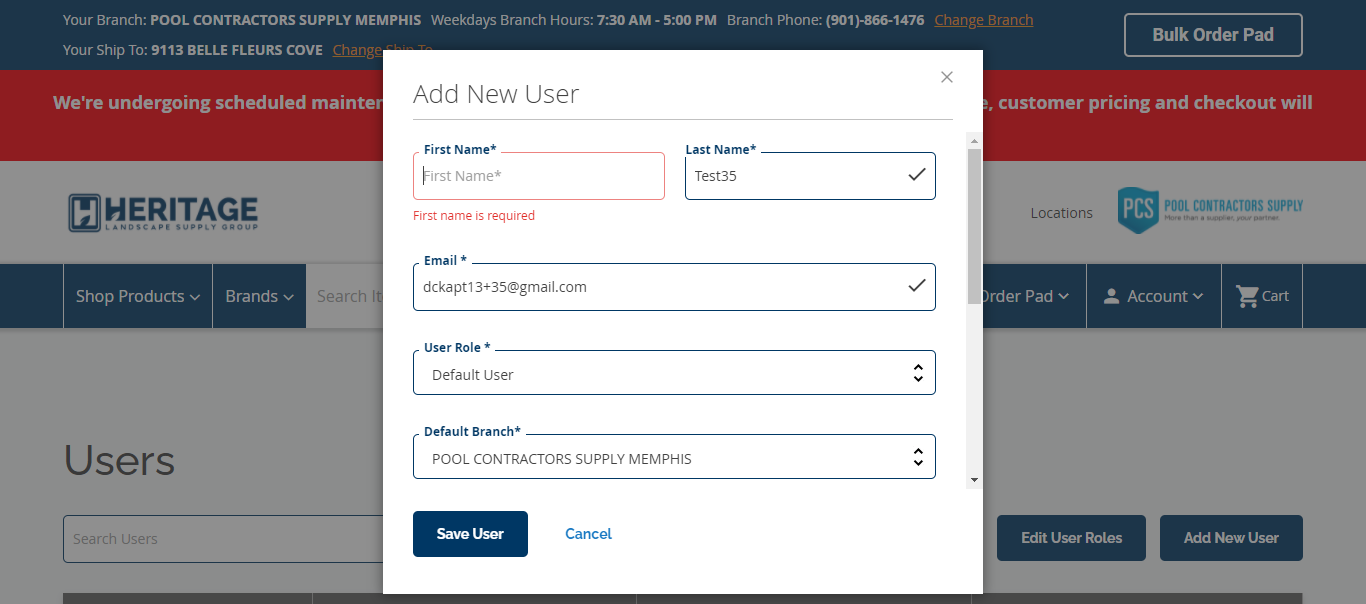 Your Branch: POOL CONTRACTORS SUPPLY MEMPHIS Weekdays Branch Hours: 7:30 AM - 5:00 PM Branch Phone: (901)-866-1476 Change Branch
Bulk Order Pad
Your Ship To: 9113 BELLE FLEURS COVE Change Ship To
We're undergoing scheduled mainten
e, customer pricing and checkout will
Add New User
First Name*
First Name*
First name is required
Last Name*
Test35
Email *
dckapt13+35@gmail.com
User Role *
Default User
Default Branch*
POOL CONTRACTORS SUPPLY MEMPHIS
Save User
Cancel
HERITAGE
LANDSCAPE SUPPLY GROUP
Locations
PCS POOL CONTRACTORS SUPPLY
More than a supplier, your partner.
Shop Products
Brands
Search It
Order Pad
Account
Cart
Users
Search Users
Edit User Roles
Add New User